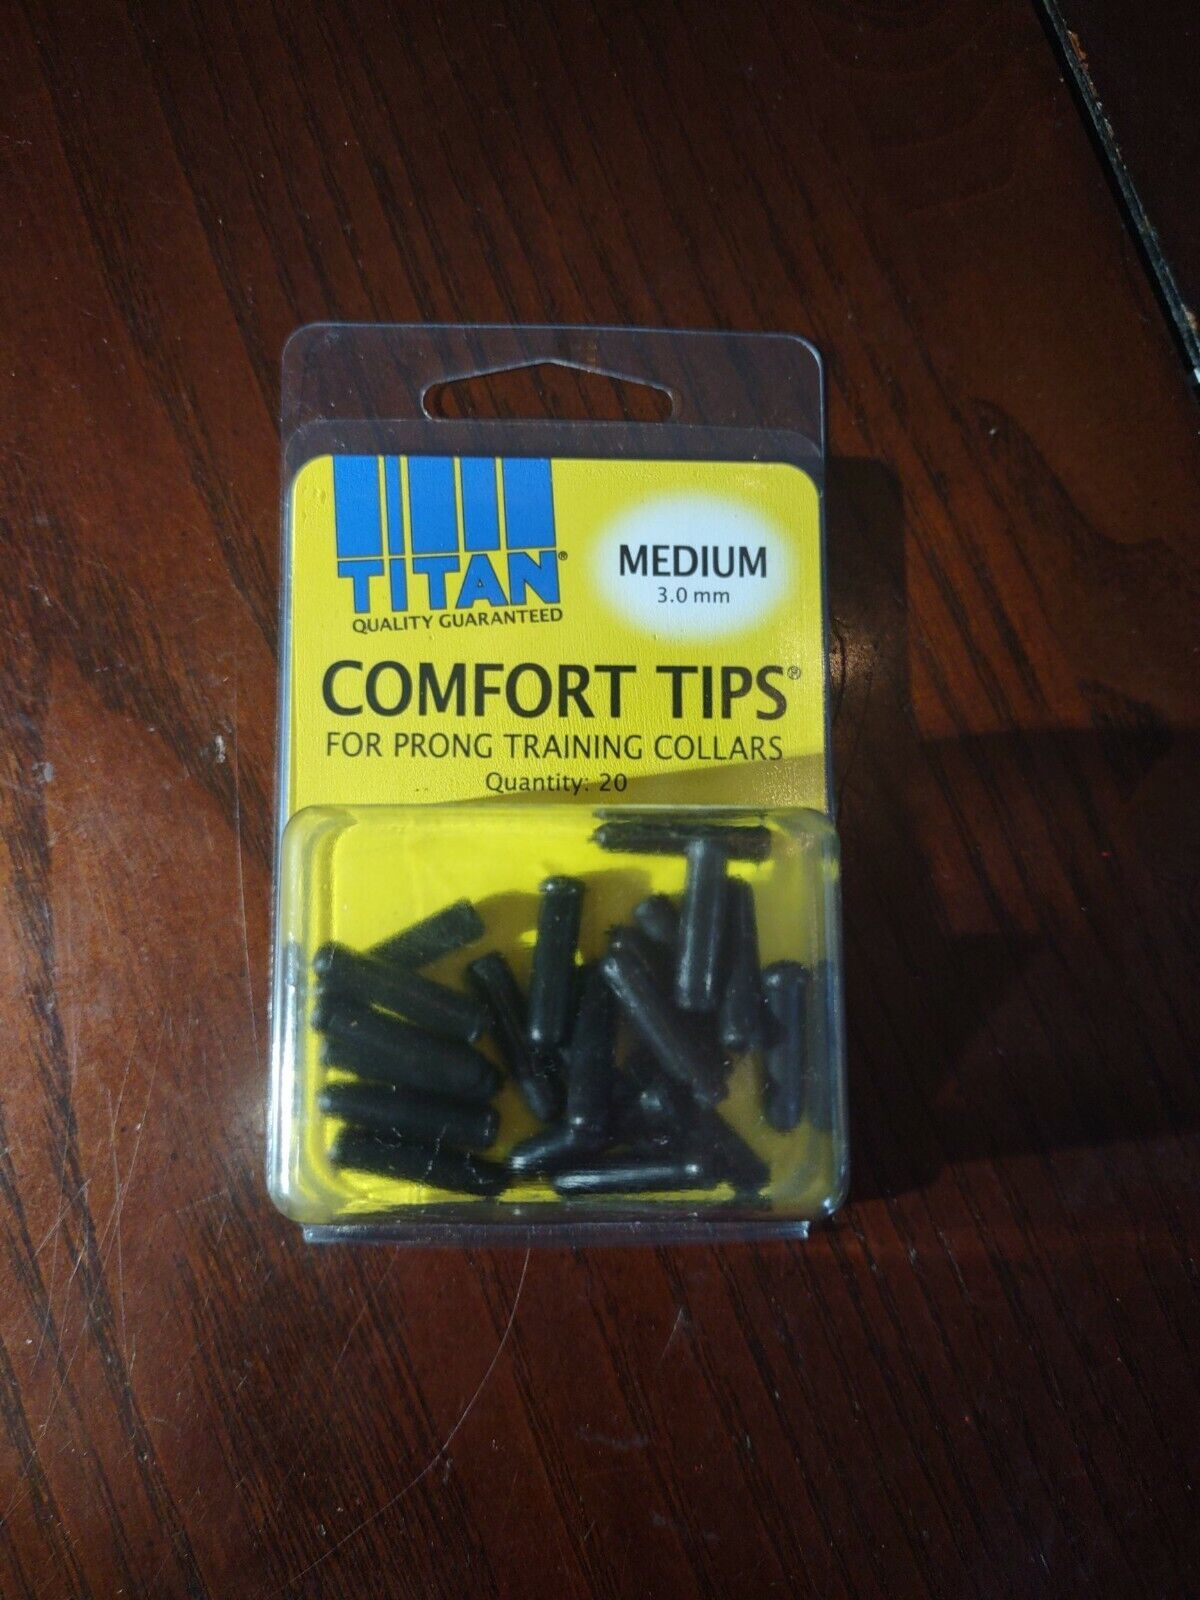 TITAN®
QUALITY GUARANTEED
MEDIUM
3.0 mm
COMFORT TIPS®
FOR PRONG TRAINING COLLARS
Quantity: 20